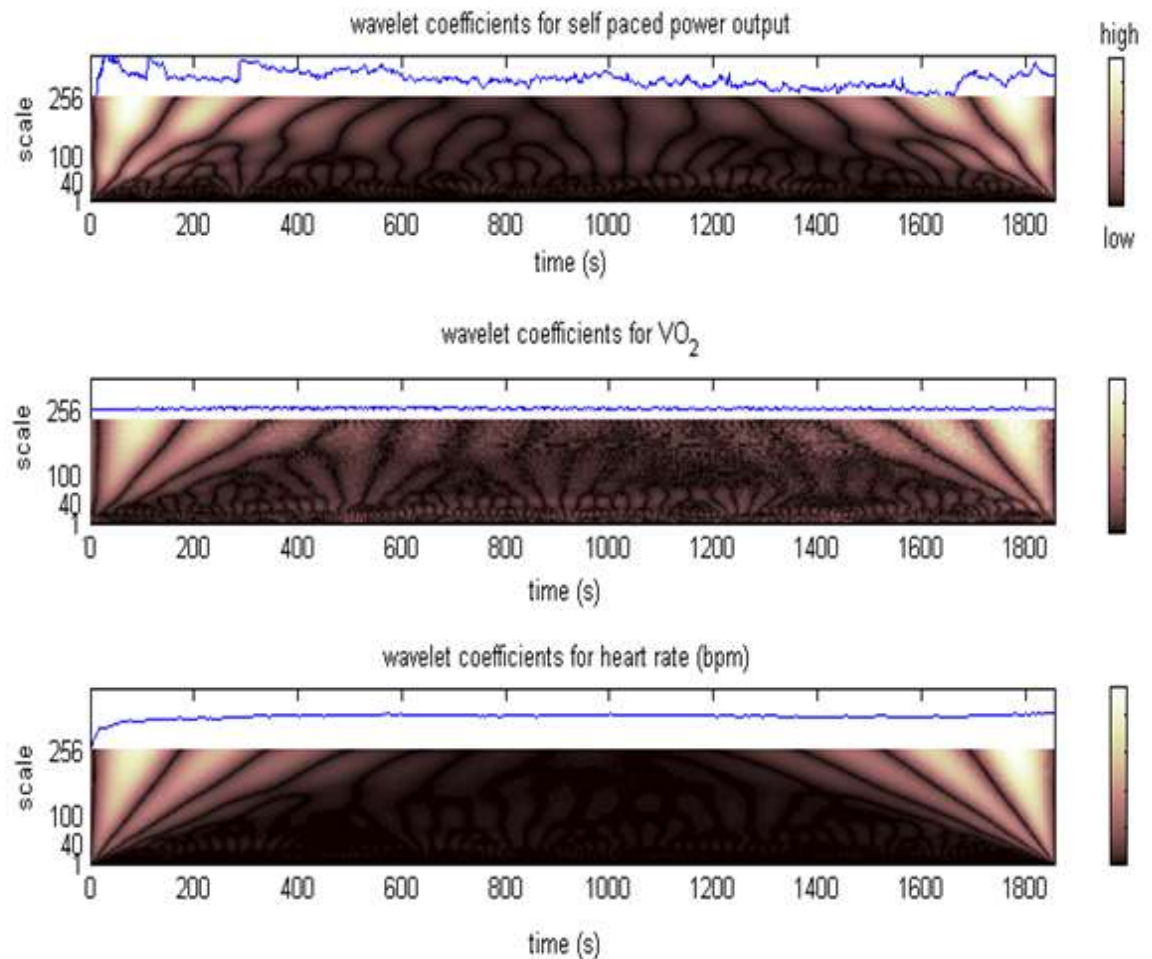 wavelet coefficients for self paced power output
high
256
100
40
1
scale
0 200 400 600 800 1000 1200 1400 1600 1800
low
time (s)
wavelet coefficients for VO2
256
100
40
1
scale
0 200 400 600 800 1000 1200 1400 1600 1800
time (s)
wavelet coefficients for heart rate (bpm)
256
100
40
1
scale
0 200 400 600 800 1000 1200 1400 1600 1800
time (s)